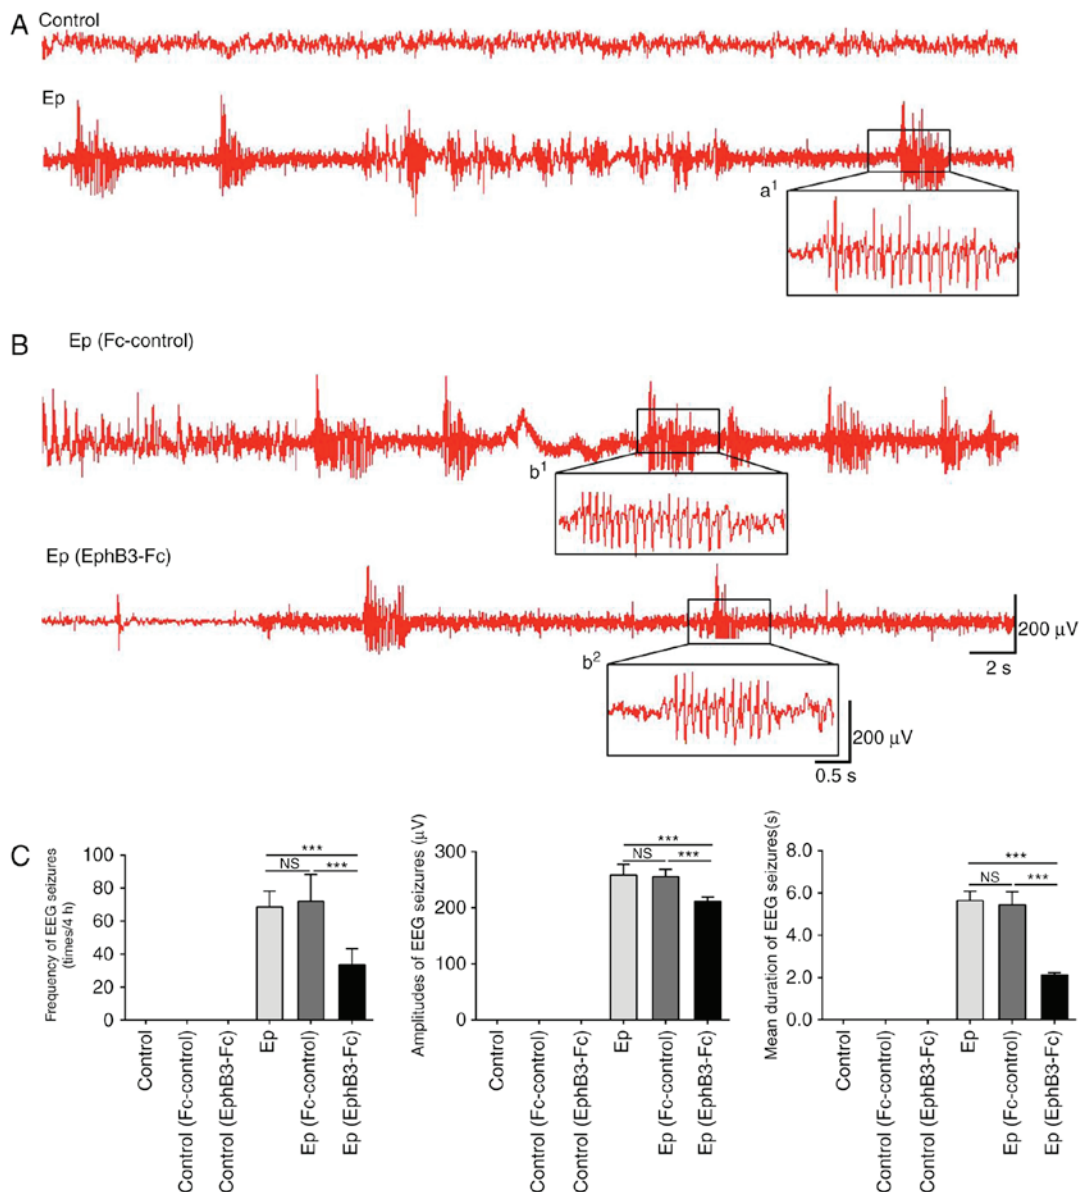 A
Control
Ep
a¹
B
Ep (Fc-control)
b¹
Ep (EphB3-Fc)
200 µV
2 s
b²
200 µV
0.5 s
C
Frequency of EEG seizures
(times/4 h)
100
80
60
40
20
0
***
NS
***
Control
Control (Fc-control)
Control (EphB3-Fc)
Ep
Ep (Fc-control)
Ep (EphB3-Fc)
Amplitudes of EEG seizures (µV)
300
200
100
0
***
NS
***
Control
Control (Fc-control)
Control (EphB3-Fc)
Ep
Ep (Fc-control)
Ep (EphB3-Fc)
Mean duration of EEG seizures(s)
8.0
6.0
4.0
2.0
0.0
***
NS
***
Control
Control (Fc-control)
Control (EphB3-Fc)
Ep
Ep (Fc-control)
Ep (EphB3-Fc)